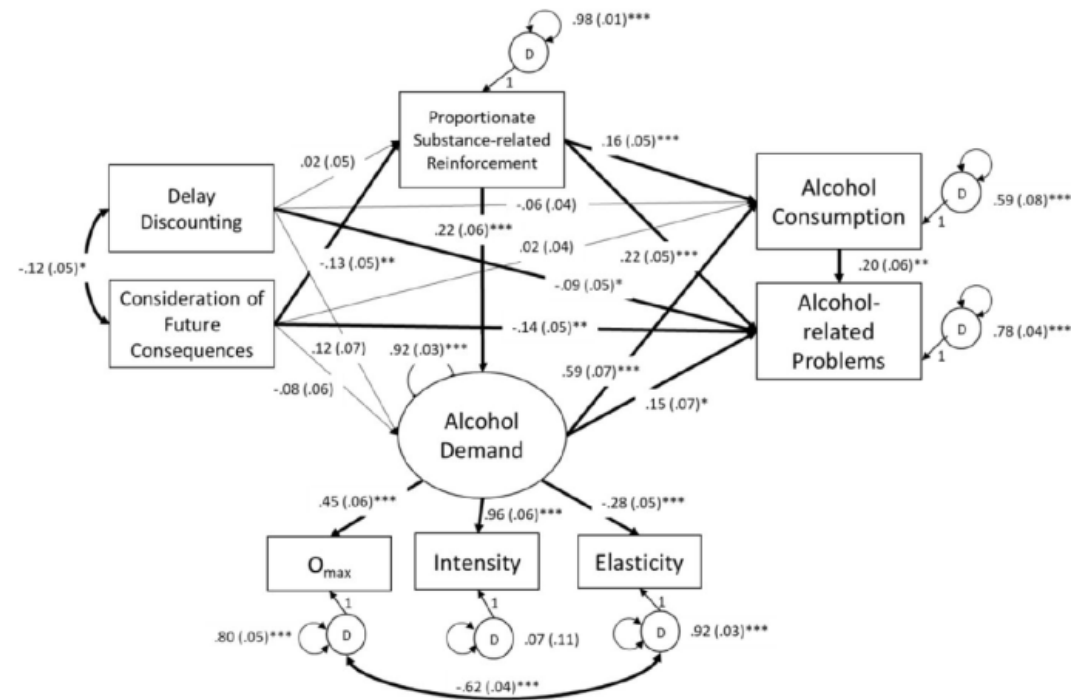 .98 (.01)***
D
1
Proportionate
Substance-related
Reinforcement
.16 (.05)***
.02 (.05)
Delay
Discounting
Alcohol
Consumption
D
.59 (.08)***
1
-.06 (.04)
.22 (.06)***
.02 (.04)
.22 (.05)***
-.13 (.05)**
-.12 (.05)*
.20 (.06)**
-.09 (.05)*
Consideration of
Future
Consequences
Alcohol-
related
Problems
D
.78 (.04)***
1
-.14 (.05)**
.12 (.07)
.92 (.03)***
.59 (.07)***
-.08 (.06)
.15 (.07)*
Alcohol
Demand
.45 (.06)***
.96 (.06)***
-.28 (.05)***
Omax
Intensity
Elasticity
1
1
1
.80 (.05)***
D
D
.07 (.11)
D
.92 (.03)***
-.62 (.04)***